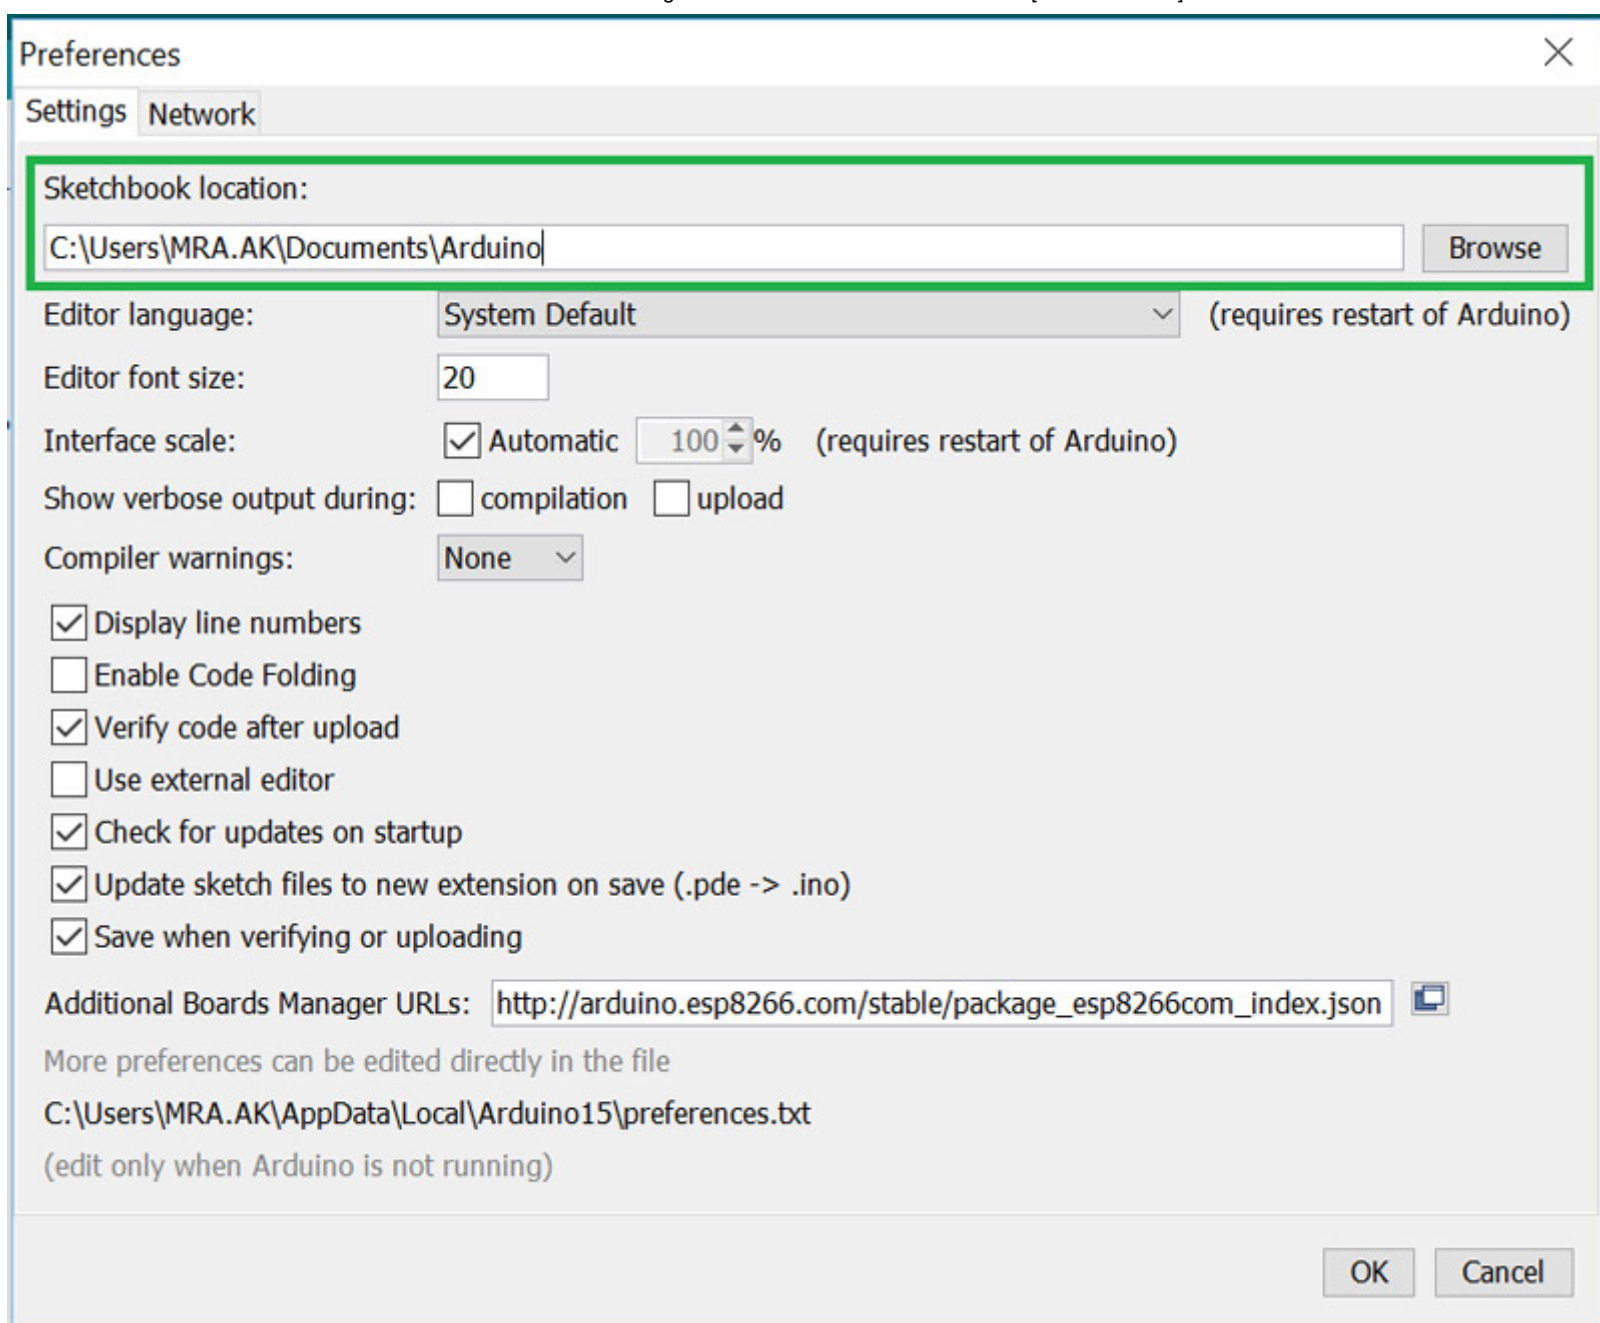 Preferences
Settings Network
Sketchbook location:
C:\Users\MRA.AK\Documents\Arduino Browse
Editor language: System Default (requires restart of Arduino)
Editor font size: 20
Interface scale: Automatic 100 % (requires restart of Arduino)
Show verbose output during: compilation upload
Compiler warnings: None
Display line numbers
Enable Code Folding
Verify code after upload
Use external editor
Check for updates on startup
Update sketch files to new extension on save (.pde -> .ino)
Save when verifying or uploading
Additional Boards Manager URLs: http://arduino.esp8266.com/stable/package_esp8266com_index.json
More preferences can be edited directly in the file
C:\Users\MRA.AK\AppData\Local\Arduino15\preferences.txt
(edit only when Arduino is not running)
OK Cancel